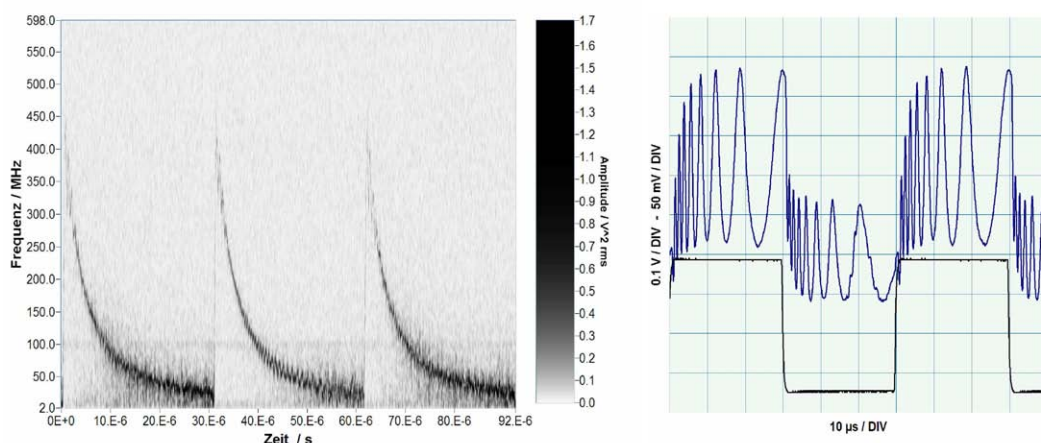 598.0
550.0
500.0
450.0
400.0
350.0
300.0
250.0
200.0
150.0
100.0
50.0
2.0
Frequenz / MHz
0E+0
10.E-6
20.E-6
30.E-6
40.E-6
50.E-6
60.E-6
70.E-6
80.E-6
92.E-6
Zeit / s
1.7
1.6
1.5
1.4
1.3
1.2
1.1
1.0
0.9
0.8
0.7
0.6
0.5
0.4
0.3
0.2
0.1
0.0
Amplitude / V^2 rms
0.1 V / DIV - 50 mV / DIV
10 µs / DIV